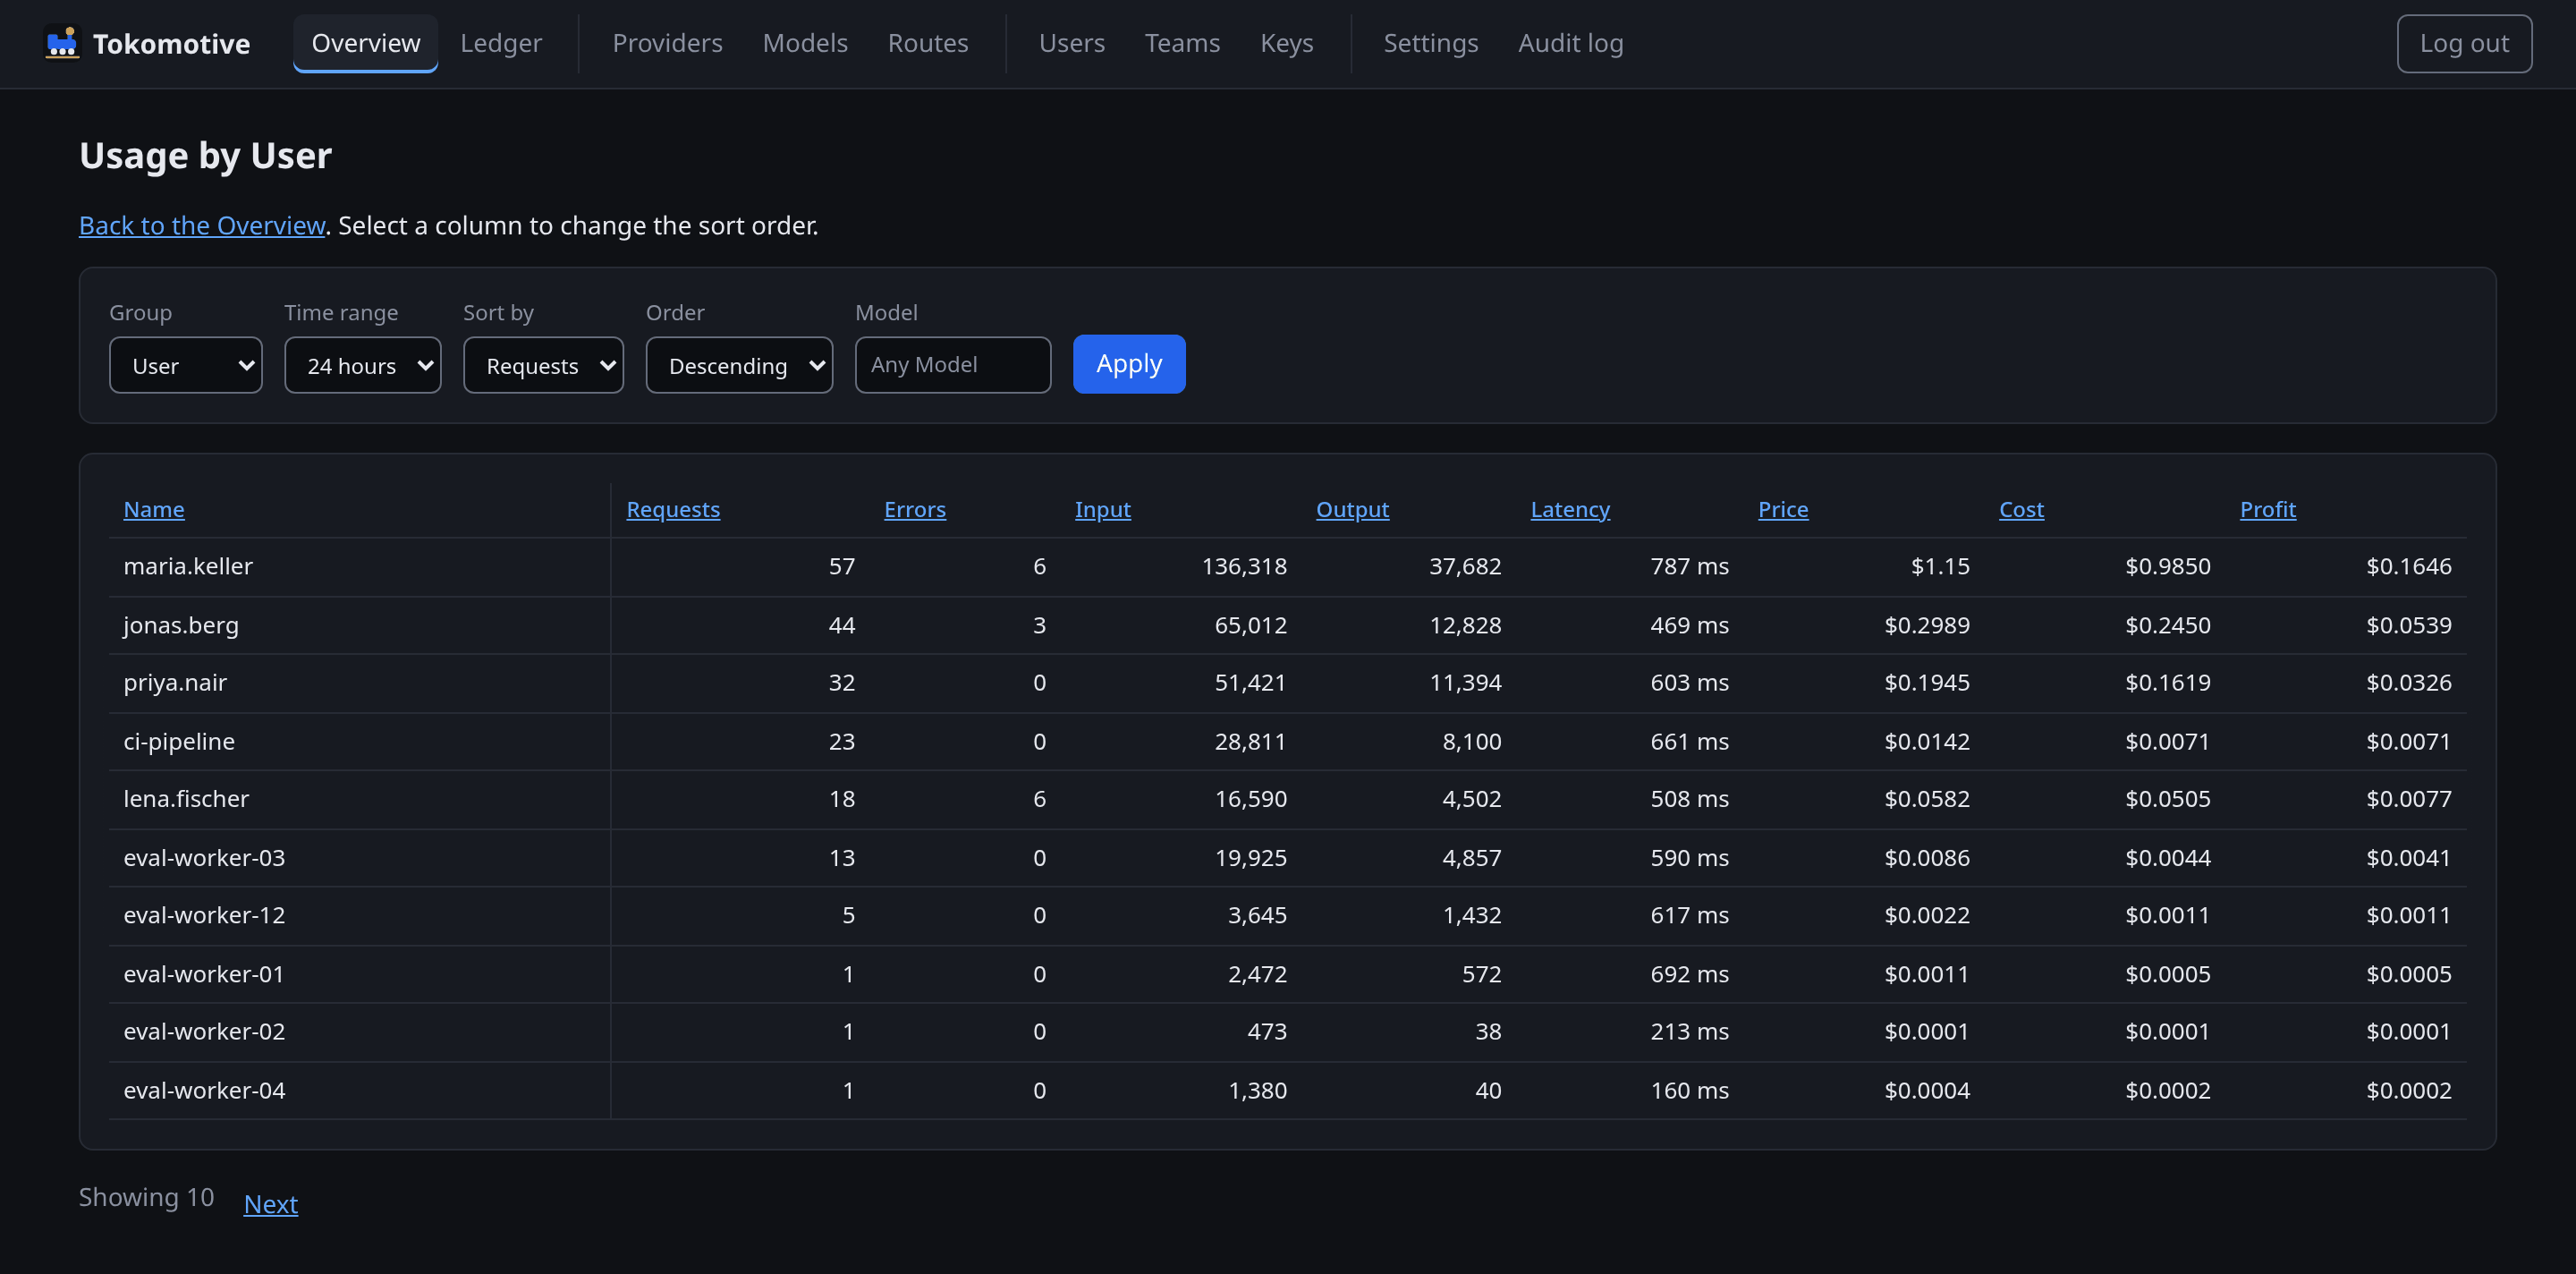 Tokomotive Overview Ledger Providers Models Routes Users Teams Keys Settings Audit log Log out
Usage by User
Back to the Overview. Select a column to change the sort order.
Group Time range Sort by Order Model
User 24 hours Requests Descending Any Model Apply
Name Requests Errors Input Output Latency Price Cost Profit
maria.keller 57 6 136,318 37,682 787 ms $1.15 $0.9850 $0.1646
jonas.berg 44 3 65,012 12,828 469 ms $0.2989 $0.2450 $0.0539
priya.nair 32 0 51,421 11,394 603 ms $0.1945 $0.1619 $0.0326
ci-pipeline 23 0 28,811 8,100 661 ms $0.0142 $0.0071 $0.0071
lena.fischer 18 6 16,590 4,502 508 ms $0.0582 $0.0505 $0.0077
eval-worker-03 13 0 19,925 4,857 590 ms $0.0086 $0.0044 $0.0041
eval-worker-12 5 0 3,645 1,432 617 ms $0.0022 $0.0011 $0.0011
eval-worker-01 1 0 2,472 572 692 ms $0.0011 $0.0005 $0.0005
eval-worker-02 1 0 473 38 213 ms $0.0001 $0.0001 $0.0001
eval-worker-04 1 0 1,380 40 160 ms $0.0004 $0.0002 $0.0002
Showing 10 Next